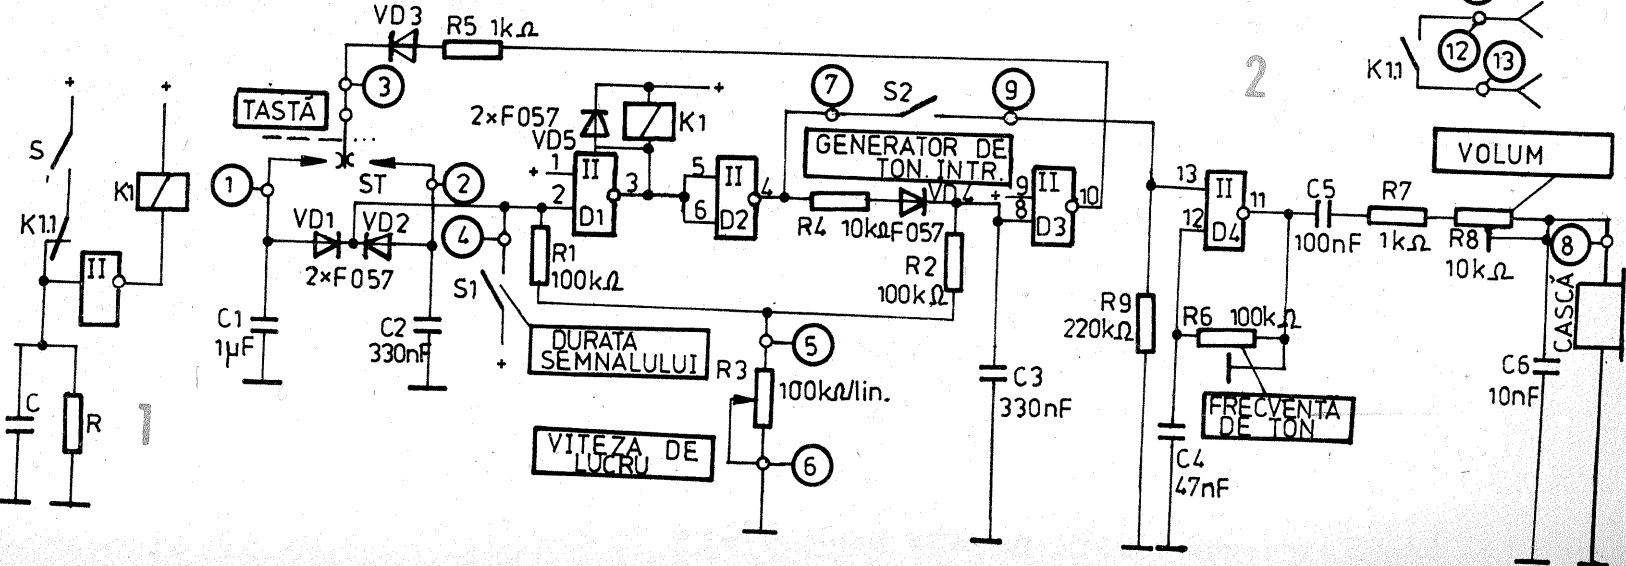 +
S
K1.1
II
C
R
1
+
K1
VD3
R5 1kΩ
3
TASTĂ
1
ST
2
VD1
VD2
2×F057
4
C1
1µF
C2
330nF
2×F057
VD5
K1
+
+
1
2
II
D1
3
5
6
II
D2
4
R1
100kΩ
S1
+
DURATA
SEMNALULUI
5
R3
100kΩ/lin.
VITEZA DE
LUCRU
6
7
S2
9
GENERATOR DE
TON. INTR.
R4
10kΩ
VD4
F057
R2
100kΩ
+
9
8
II
D3
10
C3
330nF
2
R9
220kΩ
13
12
II
D4
11
R6
100kΩ
FRECVENȚA
DE TON
C4
47nF
C5
100nF
R7
1kΩ
R8
10kΩ
VOLUM
8
CASCĂ
C6
10nF
K1.1
12
13